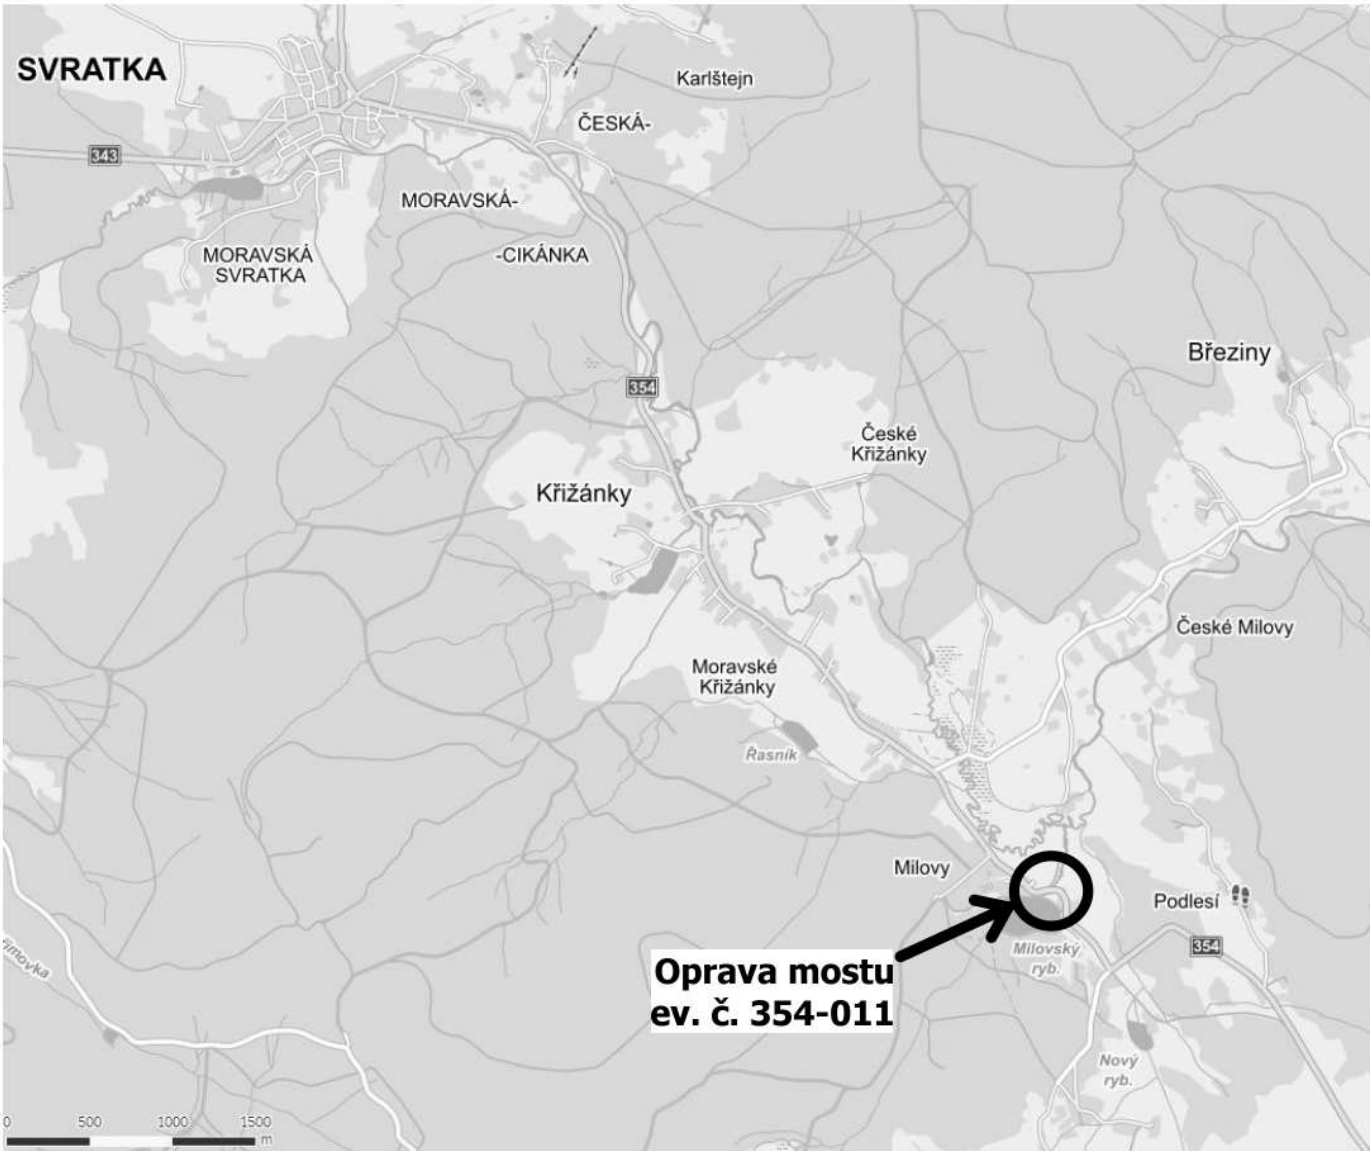 SVRATKA
Karlštejn
ČESKÁ-
343
MORAVSKÁ-
-CIKÁNKA
MORAVSKÁ
SVRATKA
Březiny
354
České
Křižánky
Křižánky
České Milovy
Moravské
Křižánky
Řasník
Milovy
Podlesí
354
Milovský
ryb.
Oprava mostu
ev. č. 354-011
Nový
ryb.
0 500 1000 1500
m